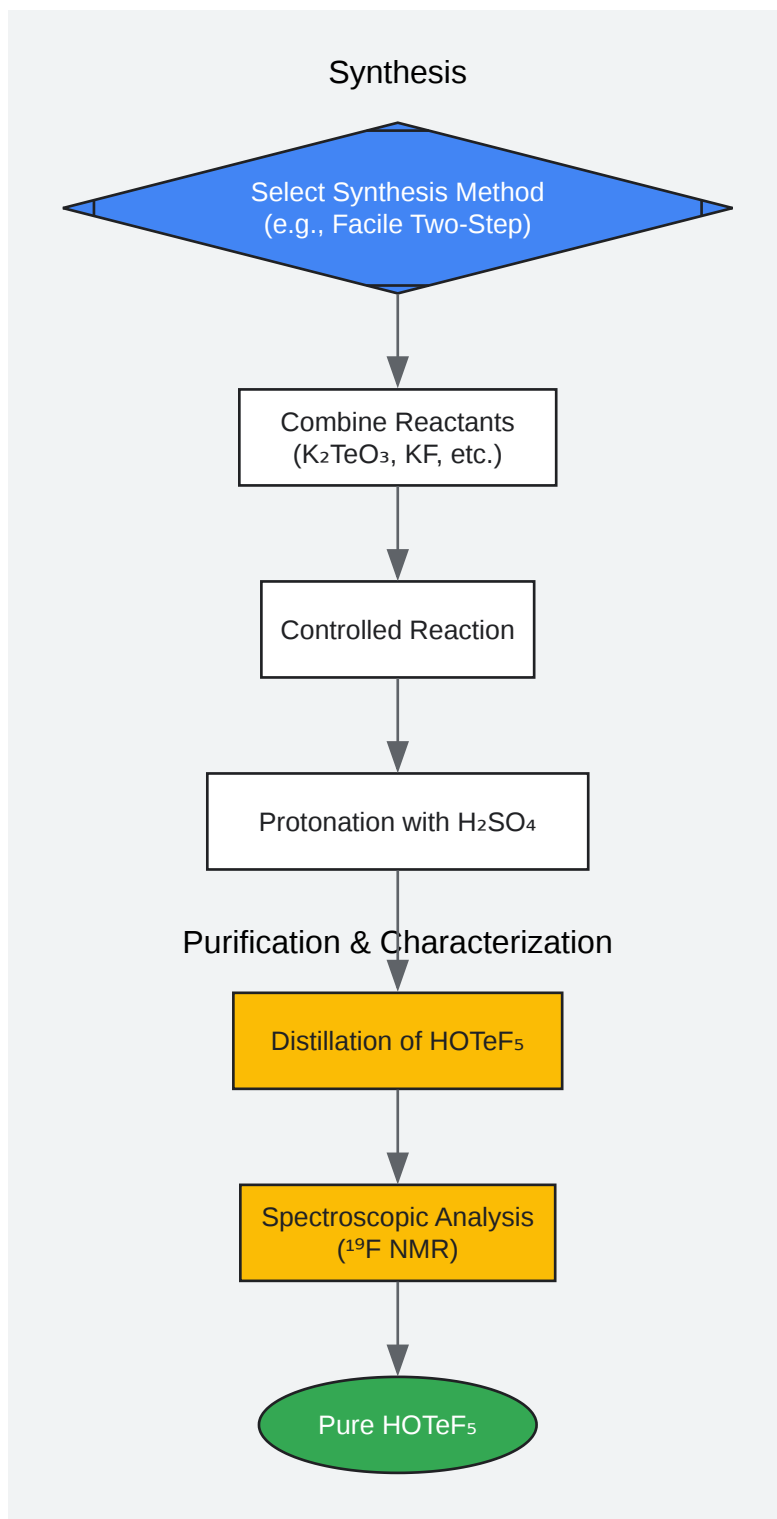 Synthesis
Select Synthesis Method
(e.g., Facile Two-Step)
Combine Reactants
(K₂TeO₃, KF, etc.)
Controlled Reaction
Protonation with H₂SO₄
Purification & Characterization
Distillation of HOTeF₅
Spectroscopic Analysis
(¹⁹F NMR)
Pure HOTeF₅